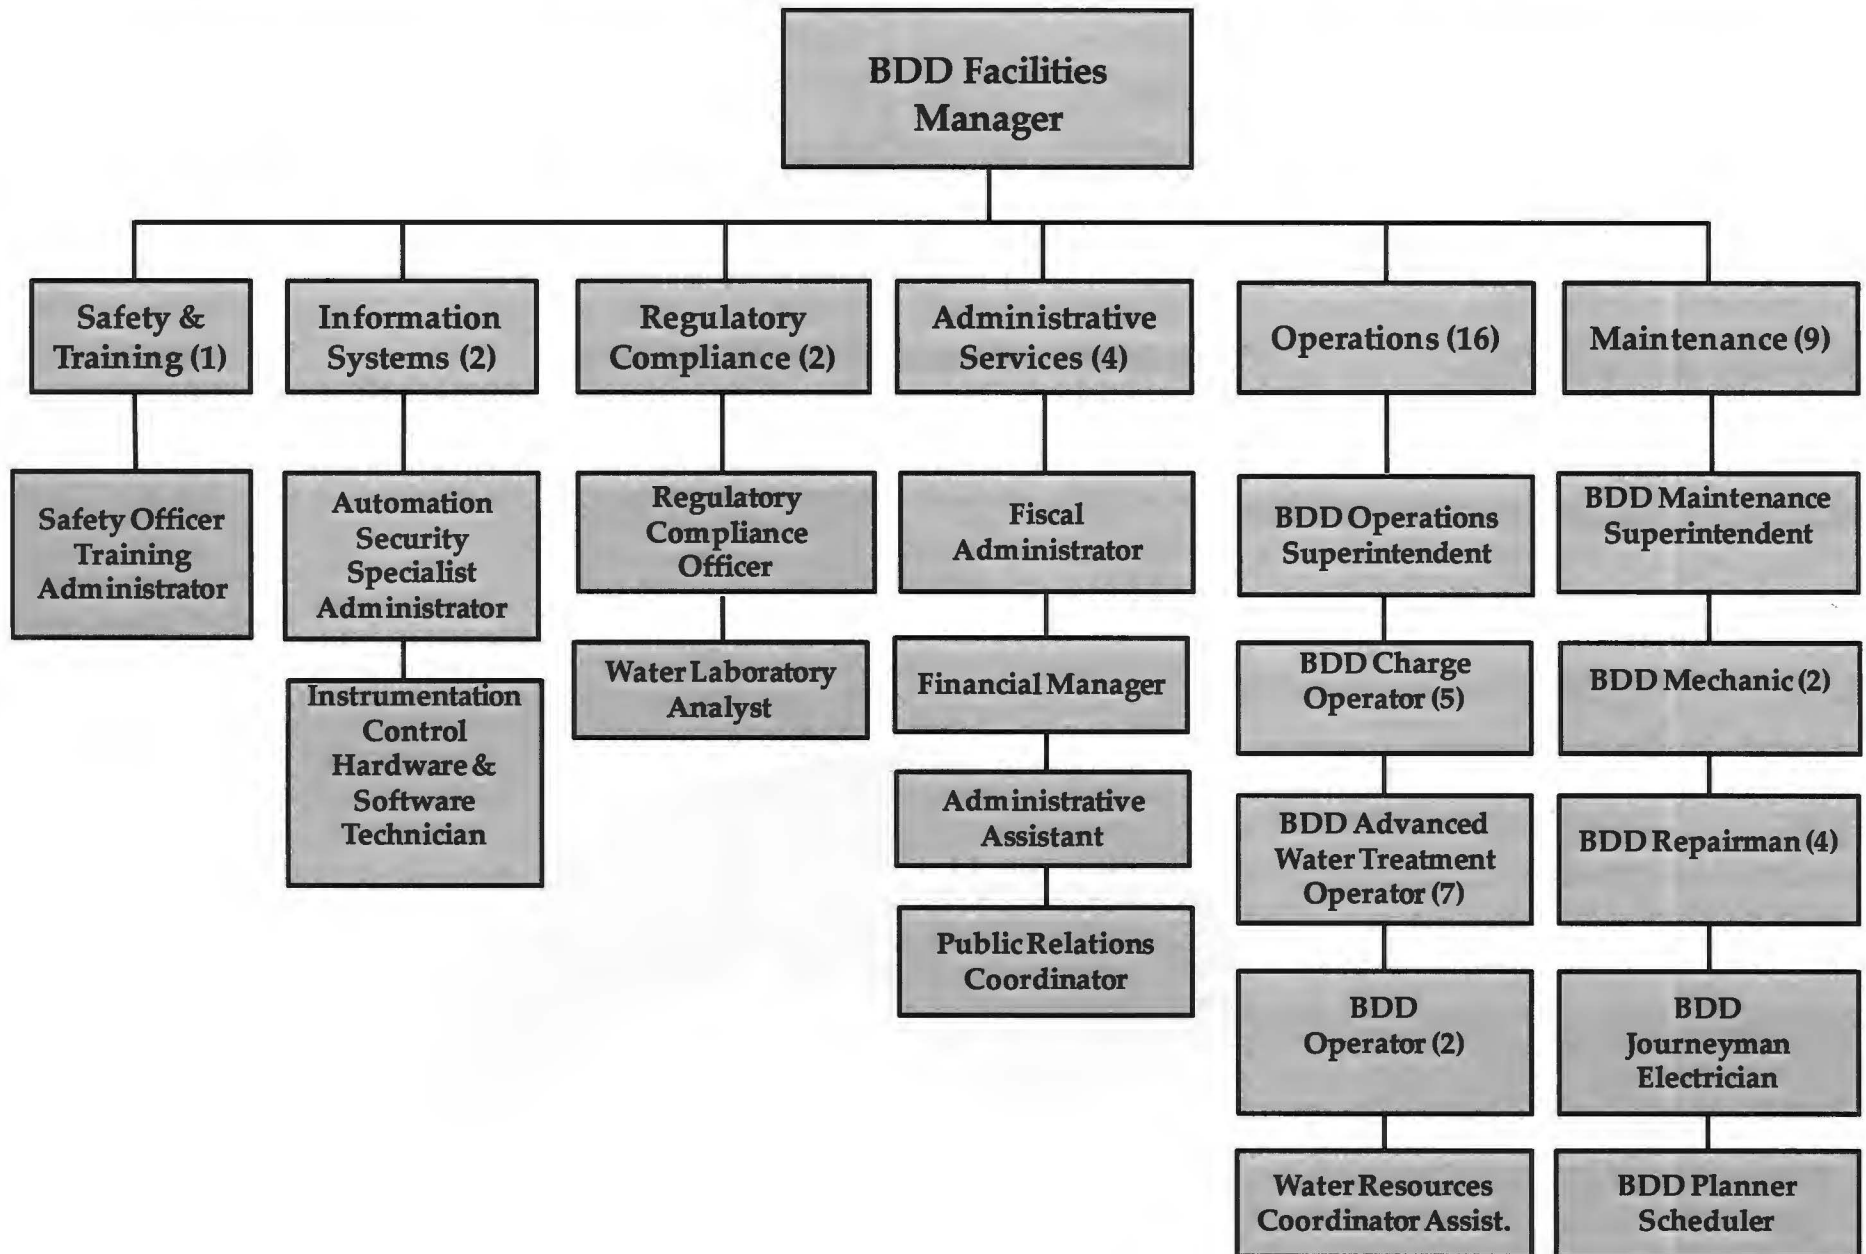 BDD Facilities
Manager
Safety &
Training (1)
Information
Systems (2)
Regulatory
Compliance (2)
Administrative
Services (4)
Operations (16)
Maintenance (9)
Safety Officer
Training
Administrator
Automation
Security
Specialist
Administrator
Instrumentation
Control
Hardware &
Software
Technician
Regulatory
Compliance
Officer
Water Laboratory
Analyst
Fiscal
Administrator
Financial Manager
Administrative
Assistant
Public Relations
Coordinator
BDD Operations
Superintendent
BDD Charge
Operator (5)
BDD Advanced
Water Treatment
Operator (7)
BDD
Operator (2)
Water Resources
Coordinator Assist.
BDD Maintenance
Superintendent
BDD Mechanic (2)
BDD Repairman (4)
BDD
Journeyman
Electrician
BDD Planner
Scheduler